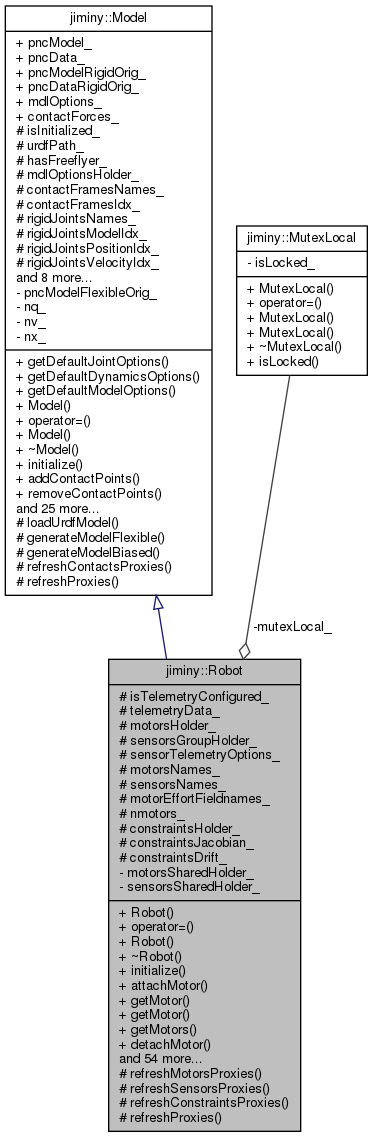 jiminy::Model
+ pncModel_
+ pncData_
+ pncModelRigidOrig_
+ pncDataRigidOrig_
+ mdlOptions_
+ contactForces_
# isInitialized_
# urdfPath_
# hasFreeflyer_
# mdlOptionsHolder_
# contactFramesNames_
# contactFramesIdx_
# rigidJointsNames_
# rigidJointsModelIdx_
# rigidJointsPositionIdx_
# rigidJointsVelocityIdx_
and 8 more...
- pncModelFlexibleOrig_
- nq_
- nv_
- nx_
+ getDefaultJointOptions()
+ getDefaultDynamicsOptions()
+ getDefaultModelOptions()
+ Model()
+ operator=()
+ Model()
+ ~Model()
+ initialize()
+ addContactPoints()
+ removeContactPoints()
and 25 more...
# loadUrdfModel()
# generateModelFlexible()
# generateModelBiased()
# refreshContactsProxies()
# refreshProxies()
jiminy::MutexLocal
- isLocked_
+ MutexLocal()
+ operator=()
+ MutexLocal()
+ MutexLocal()
+ ~MutexLocal()
+ isLocked()
-mutexLocal_
jiminy::Robot
# isTelemetryConfigured_
# telemetryData_
# motorsHolder_
# sensorsGroupHolder_
# sensorTelemetryOptions_
# motorsNames_
# sensorsNames_
# motorEffortFieldnames_
# nmotors_
# constraintsHolder_
# constraintsJacobian_
# constraintsDrift_
- motorsSharedHolder_
- sensorsSharedHolder_
+ Robot()
+ operator=()
+ Robot()
+ ~Robot()
+ initialize()
+ attachMotor()
+ getMotor()
+ getMotor()
+ getMotors()
+ detachMotor()
and 54 more...
# refreshMotorsProxies()
# refreshSensorsProxies()
# refreshConstraintsProxies()
# refreshProxies()